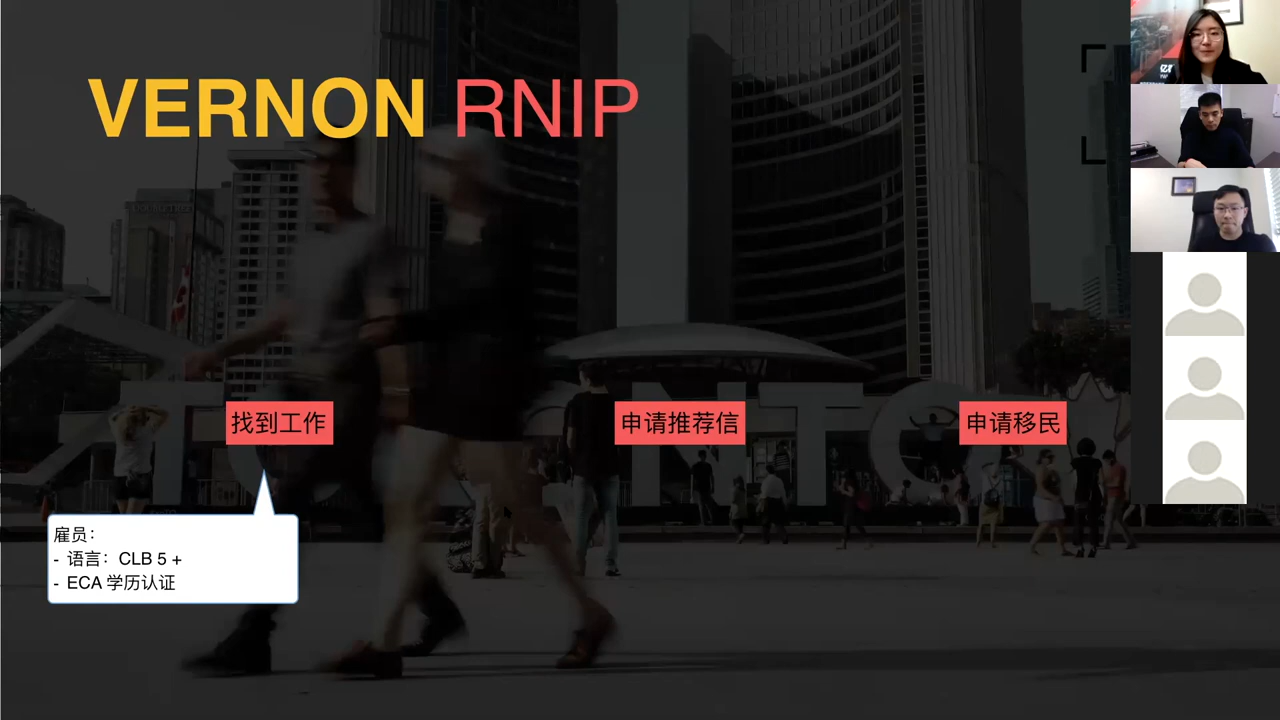 VERNON RNIP
找到工作
申请推荐信
申请移民
雇员：
- 语言：CLB 5 +
- ECA 学历认证